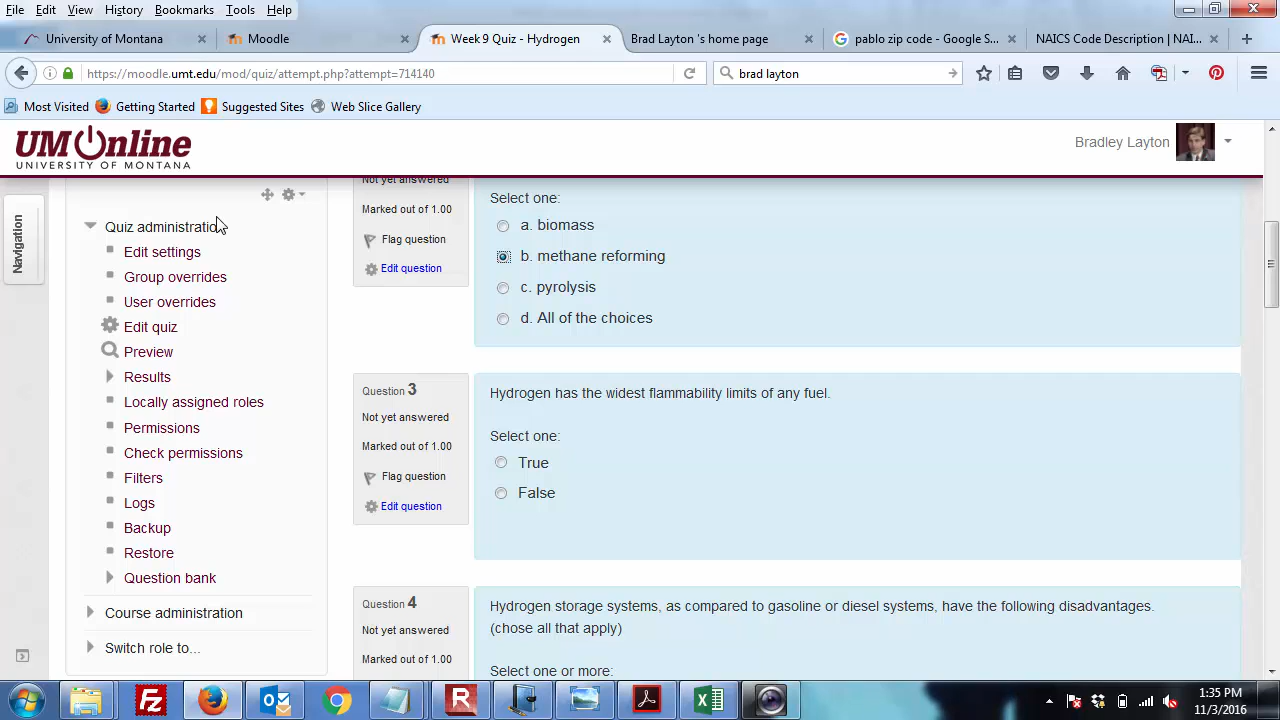 File Edit View History Bookmarks Tools Help
University of Montana × Moodle × Week 9 Quiz - Hydrogen × Brad Layton 's home page × pablo zip code - Google S... × NAICS Code Description | NAI... × +
https://moodle.umt.edu/mod/quiz/attempt.php?attempt=714140 brad layton
Most Visited Getting Started Suggested Sites Web Slice Gallery
UM Online
UNIVERSITY OF MONTANA
Bradley Layton
Navigation
Quiz administration
Edit settings
Group overrides
User overrides
Edit quiz
Preview
Results
Locally assigned roles
Permissions
Check permissions
Filters
Logs
Backup
Restore
Question bank
Course administration
Switch role to...
Not yet answered
Marked out of 1.00
Flag question
Edit question
Select one:
a. biomass
b. methane reforming
c. pyrolysis
d. All of the choices
Question 3
Not yet answered
Marked out of 1.00
Flag question
Edit question
Hydrogen has the widest flammability limits of any fuel.
Select one:
True
False
Question 4
Not yet answered
Marked out of 1.00
Hydrogen storage systems, as compared to gasoline or diesel systems, have the following disadvantages.
(chose all that apply)
Select one or more:
1:35 PM
11/3/2016